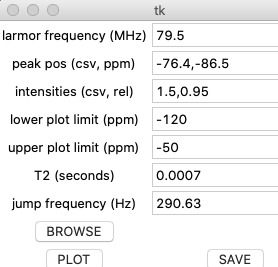 tk
larmor frequency (MHz) 79.5
peak pos (csv, ppm) -76.4,-86.5
intensities (csv, rel) 1.5,0.95
lower plot limit (ppm) -120
upper plot limit (ppm) -50
T2 (seconds) 0.0007
jump frequency (Hz) 290.63
BROWSE
PLOT SAVE